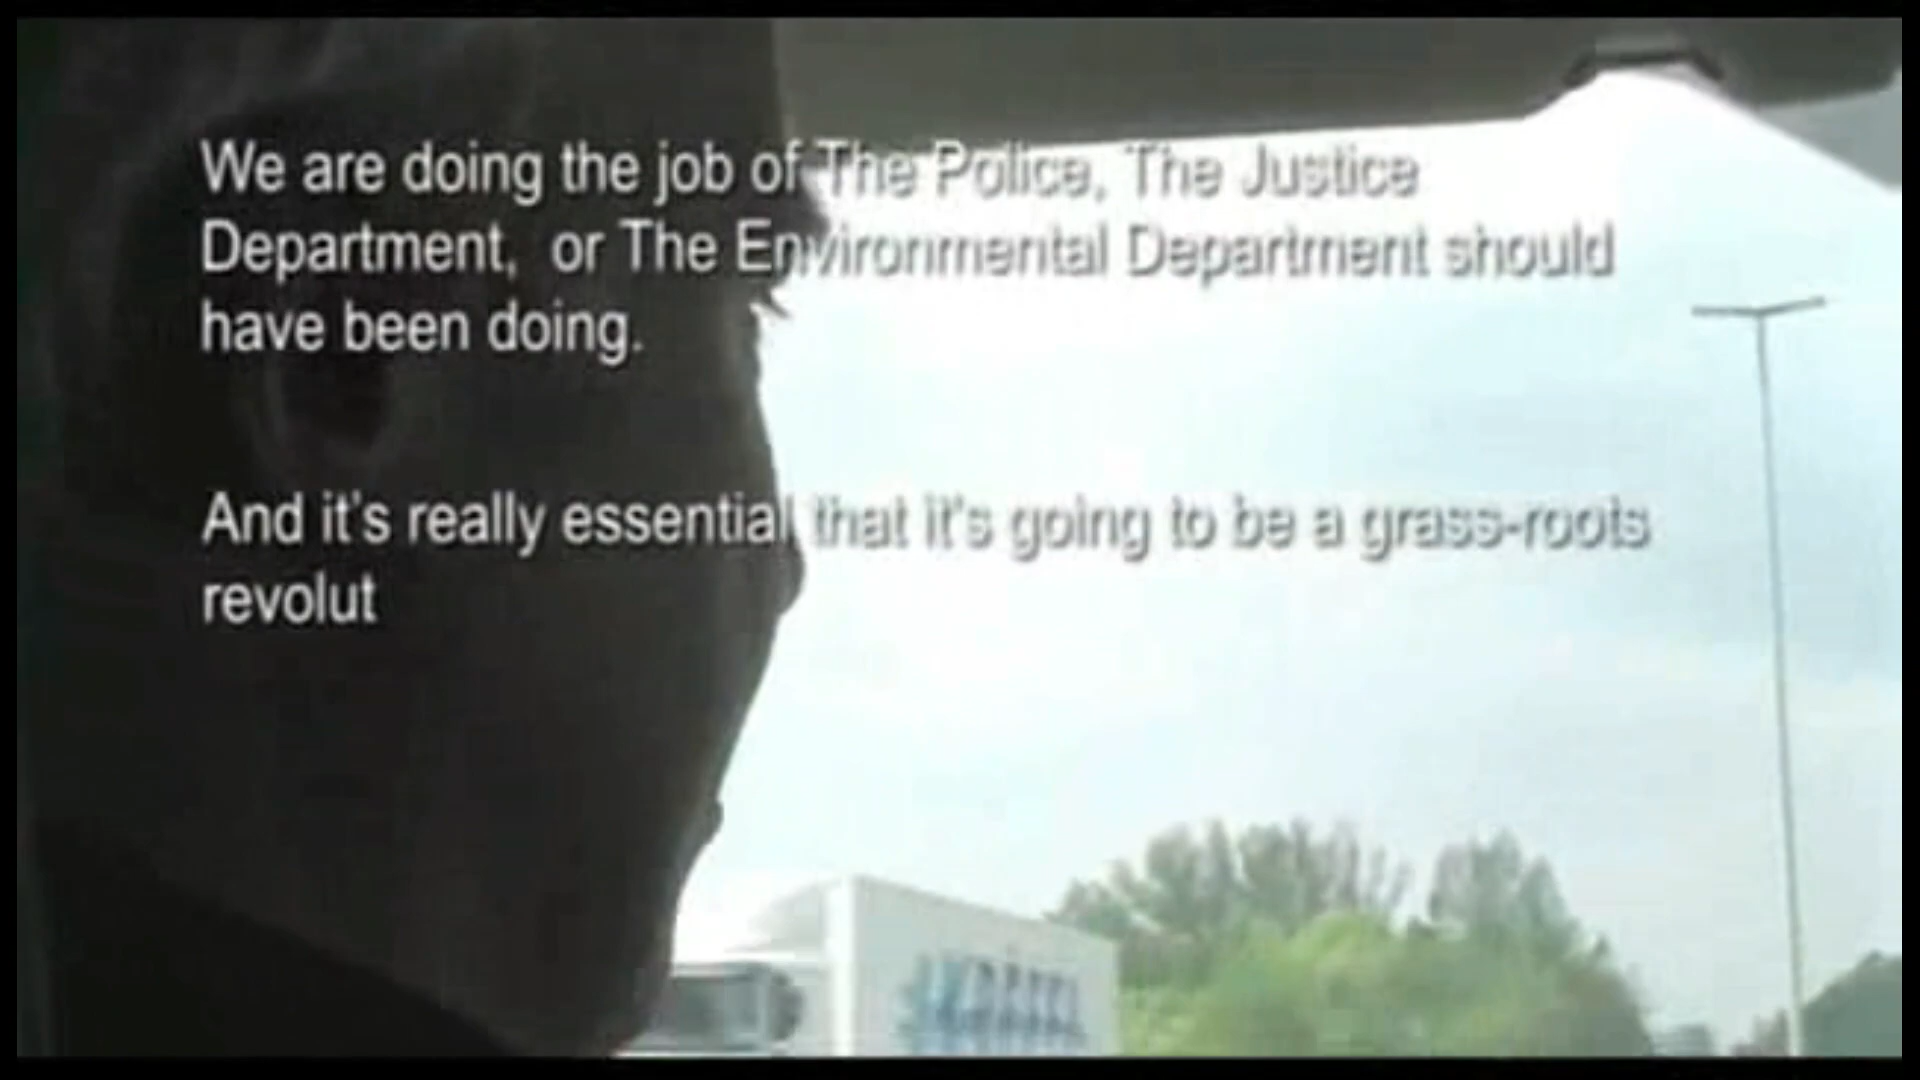 We are doing the job of The Police, The Justice
Department, or The Environmental Department should
have been doing.
And it's really essential that it's going to be a grass-roots
revolut